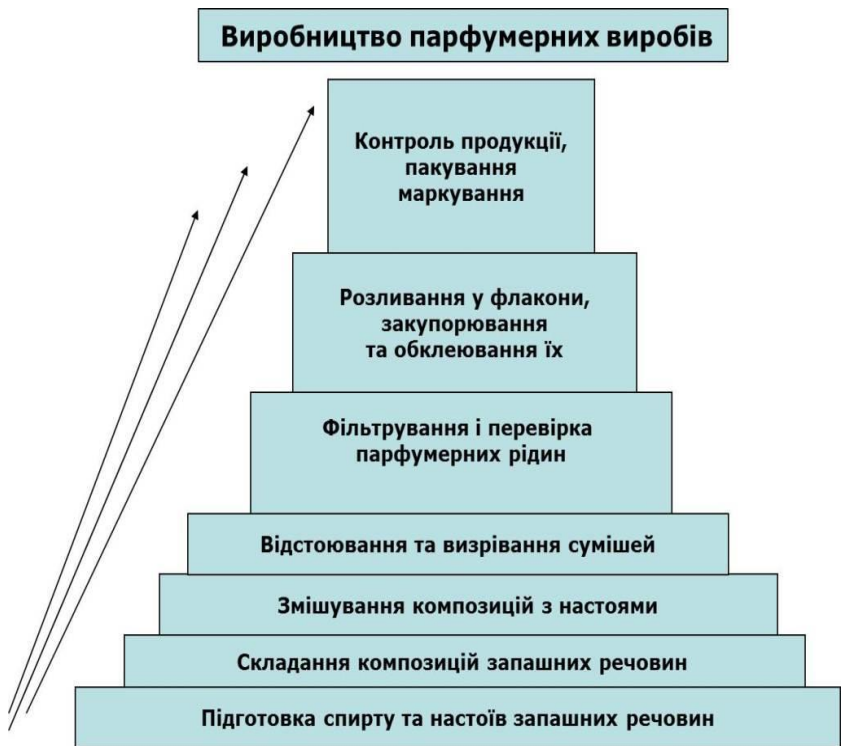 Виробництво парфумерних виробів
Контроль продукції,
пакування
маркування
Розливання у флакони,
закупорювання
та обклеювання їх
Фільтрування і перевірка
парфумерних рідин
Відстоювання та визрівання сумішей
Змішування композицій з настоями
Складання композицій запашних речовин
Підготовка спирту та настоїв запашних речовин